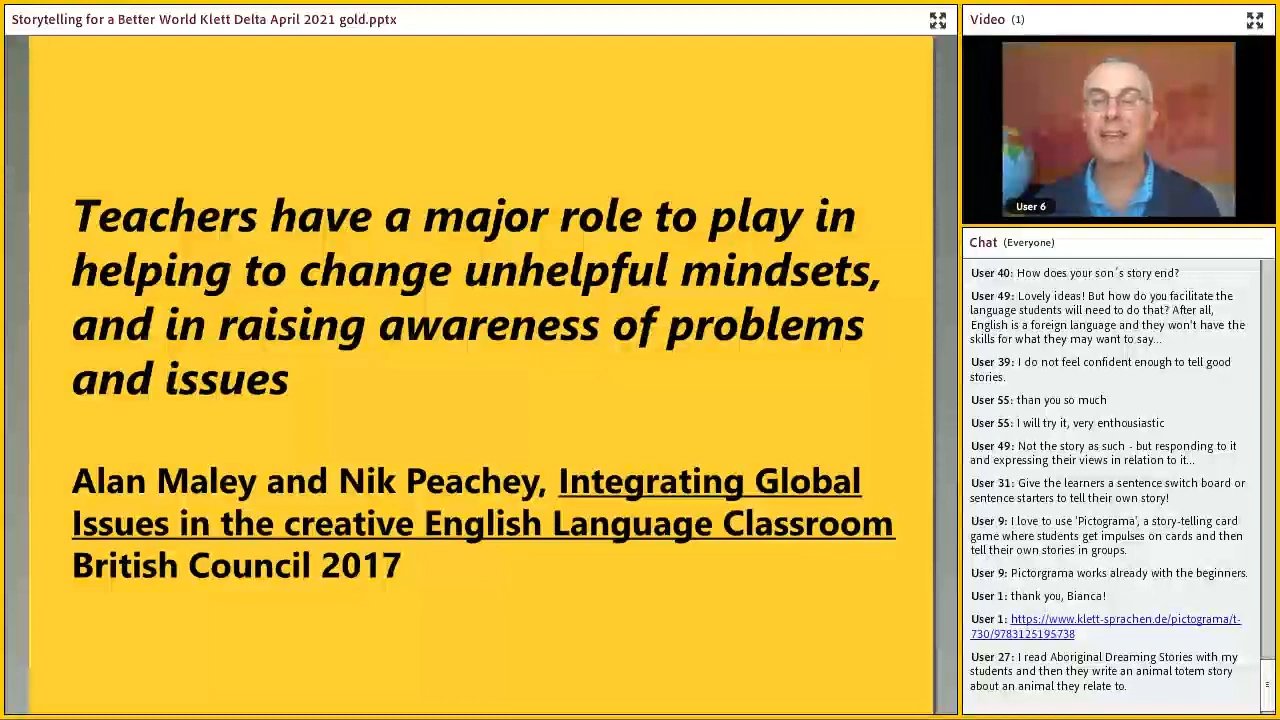 Storytelling for a Better World Klett Delta April 2021 gold.pptx
Teachers have a major role to play in
helping to change unhelpful mindsets,
and in raising awareness of problems
and issues
Alan Maley and Nik Peachey, Integrating Global
Issues in the creative English Language Classroom
British Council 2017
Video (1)
User 6
Chat (Everyone)
User 40: How does your son´s story end?
User 49: Lovely ideas! But how do you facilitate the
language students will need to do that? After all,
English is a foreign language and they won't have the
skills for what they may want to say...
User 39: I do not feel confident enough to tell good
stories.
User 55: than you so much
User 55: I will try it, very enthousiastic
User 49: Not the story as such - but responding to it
and expressing their views in relation to it...
User 31: Give the learners a sentence switch board or
sentence starters to tell their own story!
User 9: I love to use 'Pictograma', a story-telling card
game where students get impulses on cards and then
tell their own stories in groups.
User 9: Pictorgrama works already with the beginners.
User 1: thank you, Bianca!
User 1: https://www.klett-sprachen.de/pictograma/t-
730/9783125195738
User 27: I read Aboriginal Dreaming Stories with my
students and then they write an animal totem story
about an animal they relate to.